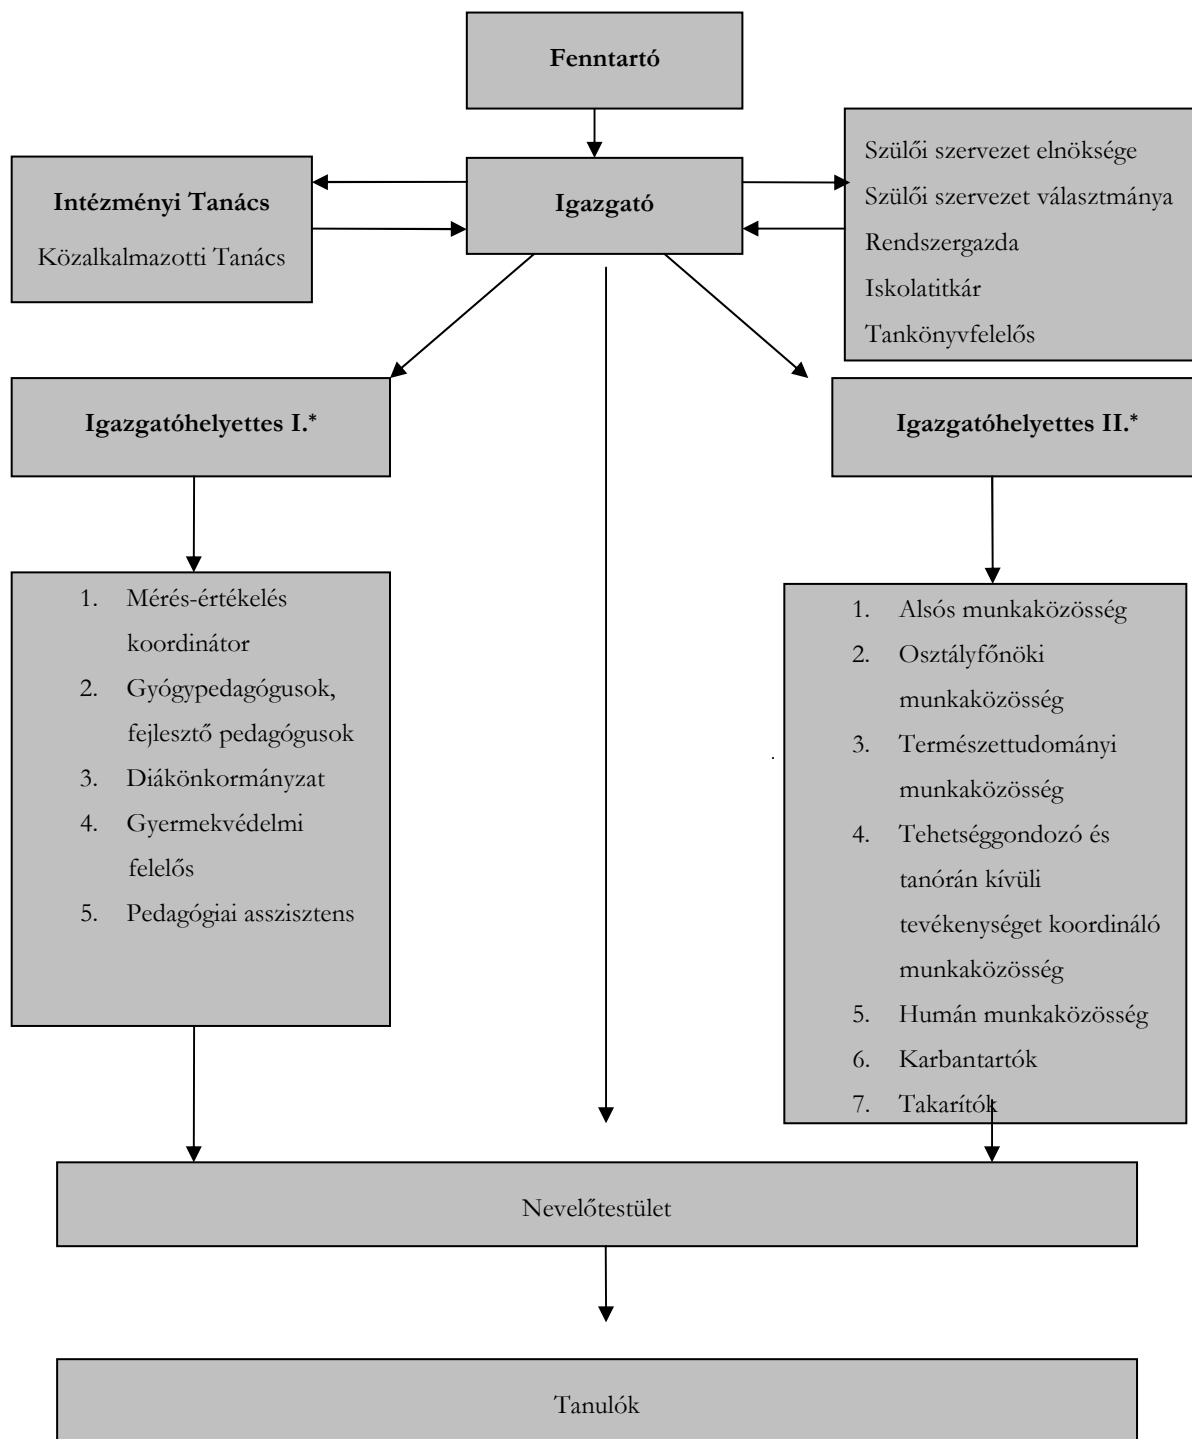 Fenntartó
Intézményi Tanács
Közalkalmazotti Tanács
Igazgató
Szülői szervezet elnöksége
Szülői szervezet választmánya
Rendszergazda
Iskolatitkár
Tankönyvfelelős
Igazgatóhelyettes I.*
Igazgatóhelyettes II.*
1. Mérés-értékelés
koordinátor
2. Gyógypedagógusok,
fejlesztő pedagógusok
3. Diákönkormányzat
4. Gyermekvédelmi
felelős
5. Pedagógiai asszisztens
1. Alsós munkaközösség
2. Osztályfőnöki
munkaközösség
3. Természettudományi
munkaközösség
4. Tehetséggondozó és
tanórán kívüli
tevékenységet koordináló
munkaközösség
5. Humán munkaközösség
6. Karbantartók
7. Takarítók
Nevelőtestület
Tanulók